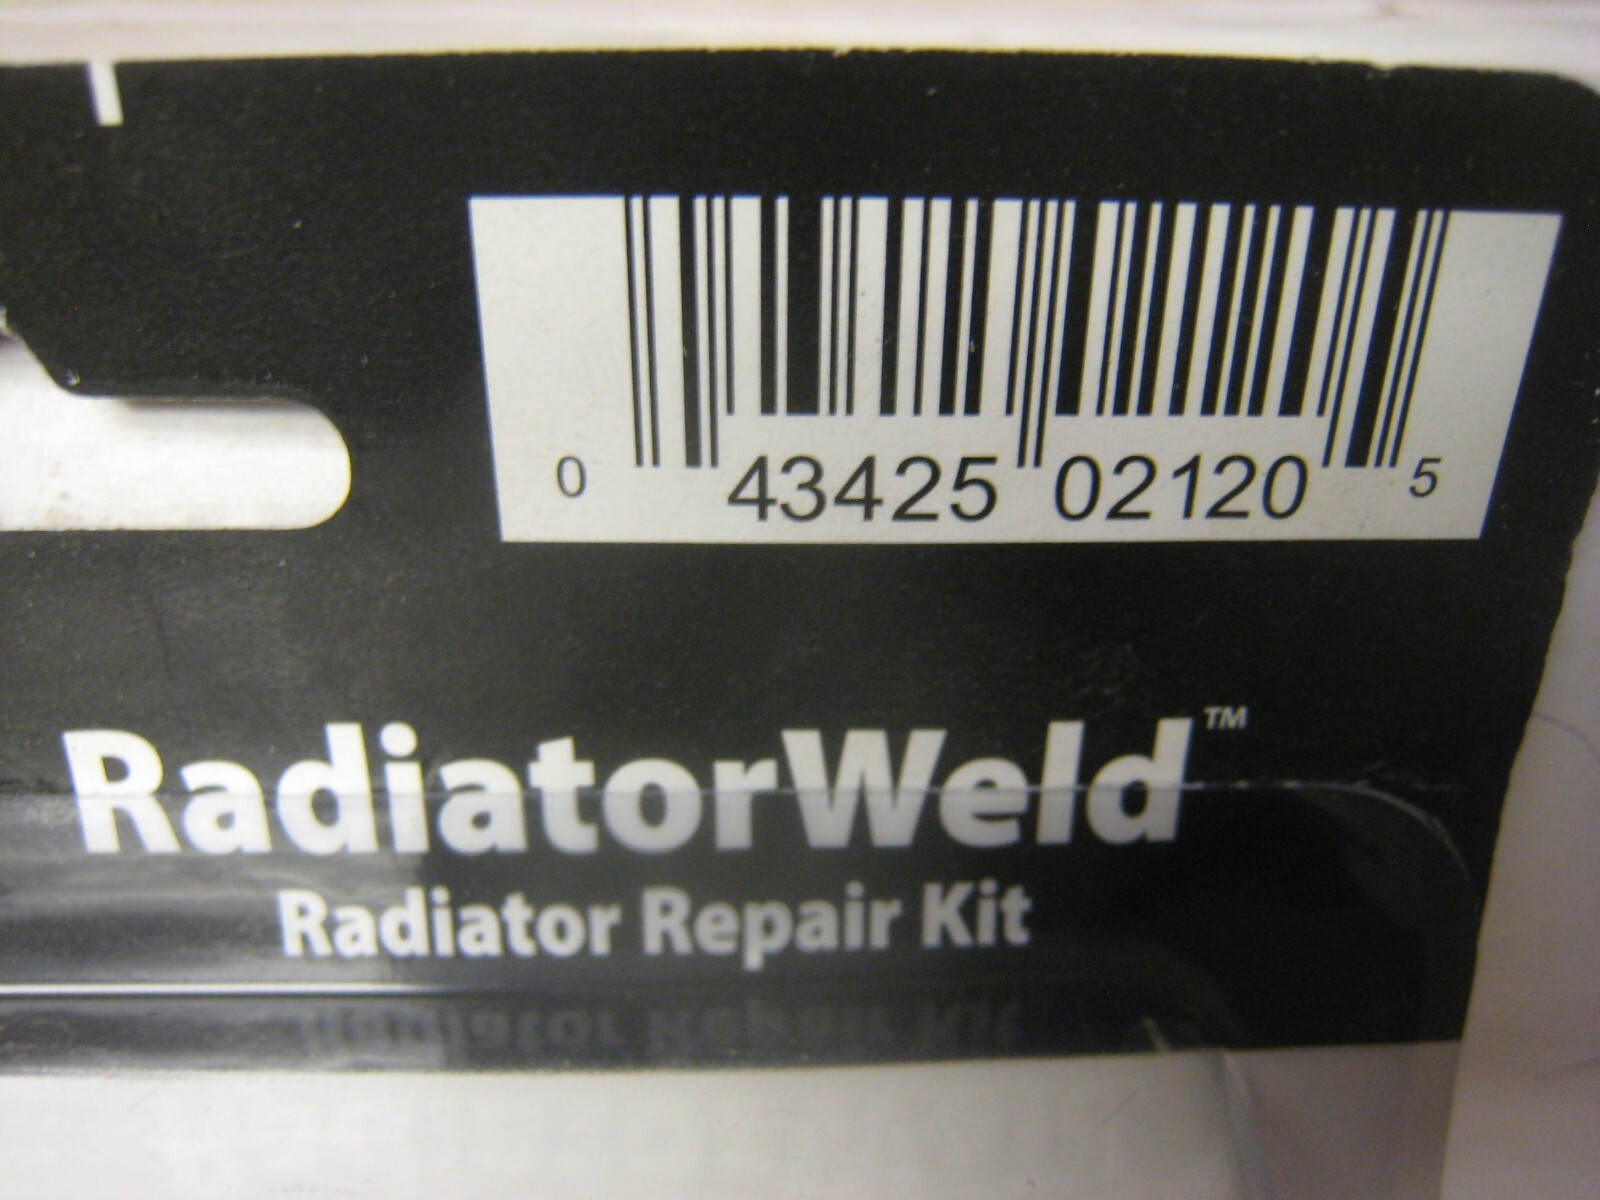 0 43425 02120 5
RadiatorWeld™
Radiator Repair Kit